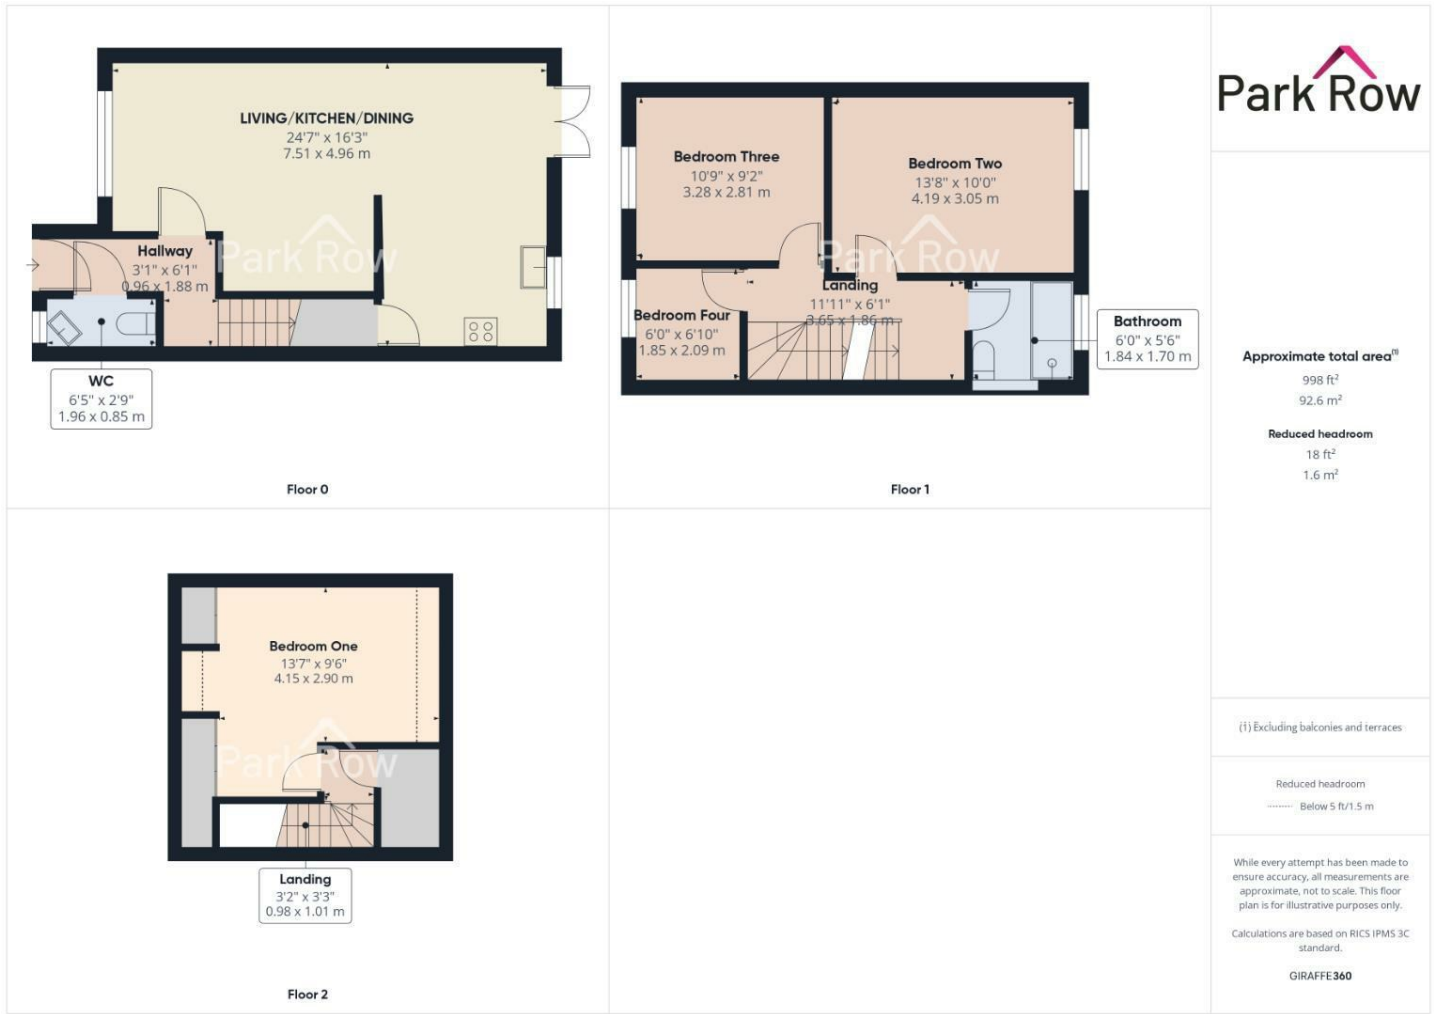 LIVING/KITCHEN/DINING
24'7" x 16'3"
7.51 x 4.96 m
Park Row
Hallway
3'1" x 6'1"
0.96 x 1.88 m
WC
6'5" x 2'9"
1.96 x 0.85 m
Floor 0
Bedroom Three
10'9" x 9'2"
3.28 x 2.81 m
Bedroom Two
13'8" x 10'0"
4.19 x 3.05 m
Park Row
Landing
11'11" x 6'1"
3.65 x 1.86 m
Bedroom Four
6'0" x 6'10"
1.85 x 2.09 m
Bathroom
6'0" x 5'6"
1.84 x 1.70 m
Floor 1
Bedroom One
13'7" x 9'6"
4.15 x 2.90 m
Park Row
Landing
3'2" x 3'3"
0.98 x 1.01 m
Floor 2
Park Row
Approximate total area(1)
998 ft²
92.6 m²
Reduced headroom
18 ft²
1.6 m²
(1) Excluding balconies and terraces
Reduced headroom
Below 5 ft/1.5 m
While every attempt has been made to
ensure accuracy, all measurements are
approximate, not to scale. This floor
plan is for illustrative purposes only.
Calculations are based on RICS IPMS 3C
standard.
GIRAFFE360